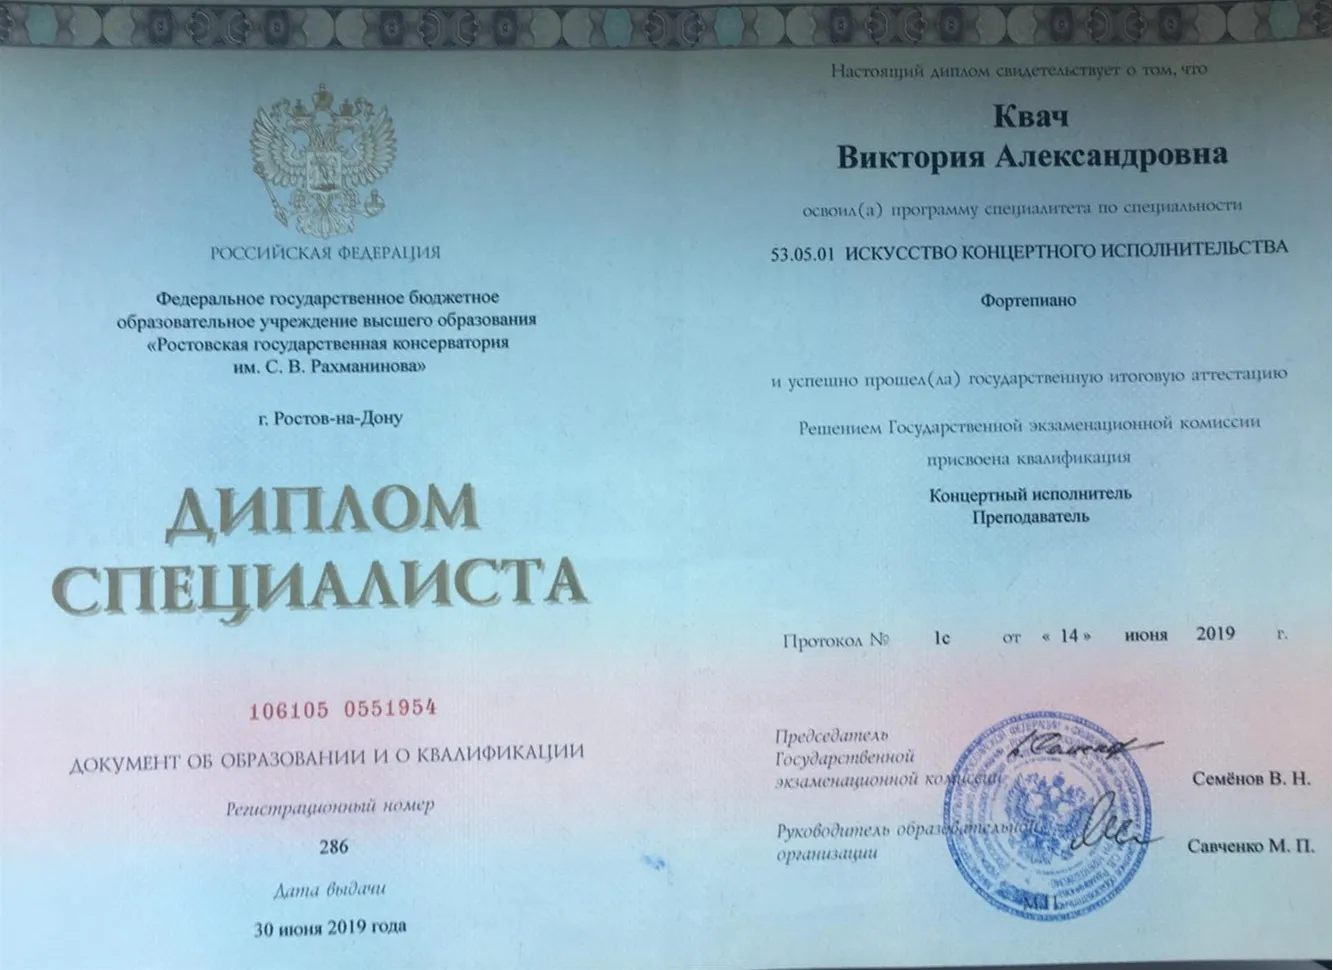 РОССИЙСКАЯ ФЕДЕРАЦИЯ
Федеральное государственное бюджетное
образовательное учреждение высшего образования
«Ростовская государственная консерватория
им. С. В. Рахманинова»
г. Ростов-на-Дону
ДИПЛОМ
СПЕЦИАЛИСТА
106105 0551954
ДОКУМЕНТ ОБ ОБРАЗОВАНИИ И О КВАЛИФИКАЦИИ
Регистрационный номер
286
Дата выдачи
30 июня 2019 года
Настоящий диплом свидетельствует о том, что
Квач
Виктория Александровна
освоил(а) программу специалитета по специальности
53.05.01 ИСКУССТВО КОНЦЕРТНОГО ИСПОЛНИТЕЛЬСТВА
Фортепиано
и успешно прошел(ла) государственную итоговую аттестацию
Решением Государственной экзаменационной комиссии
присвоена квалификация
Концертный исполнитель
Преподаватель
Протокол № 1с от « 14 » июня 2019 г.
Председатель
Государственной
экзаменационной комиссии
Семёнов В. Н.
Руководитель образовательной
организации
Савченко М. П.
М.П.